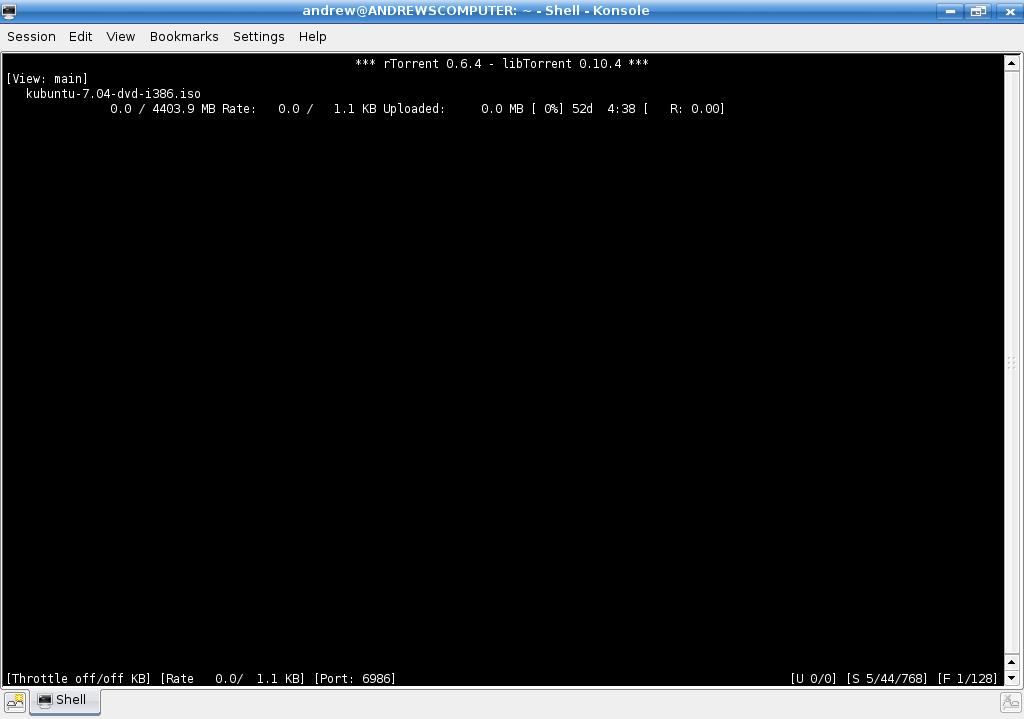 andrew@ANDREWSCOMPUTER: ~ - Shell - Konsole
Session Edit View Bookmarks Settings Help
*** rTorrent 0.6.4 - libTorrent 0.10.4 ***
[View: main]
kubuntu-7.04-dvd-i386.iso
0.0 / 4403.9 MB Rate:   0.0 /   1.1 KB Uploaded:     0.0 MB [ 0%] 52d  4:38 [   R: 0.00]
[Throttle off/off KB] [Rate   0.0/  1.1 KB] [Port: 6986] [U 0/0] [S 5/44/768] [F 1/128]
Shell